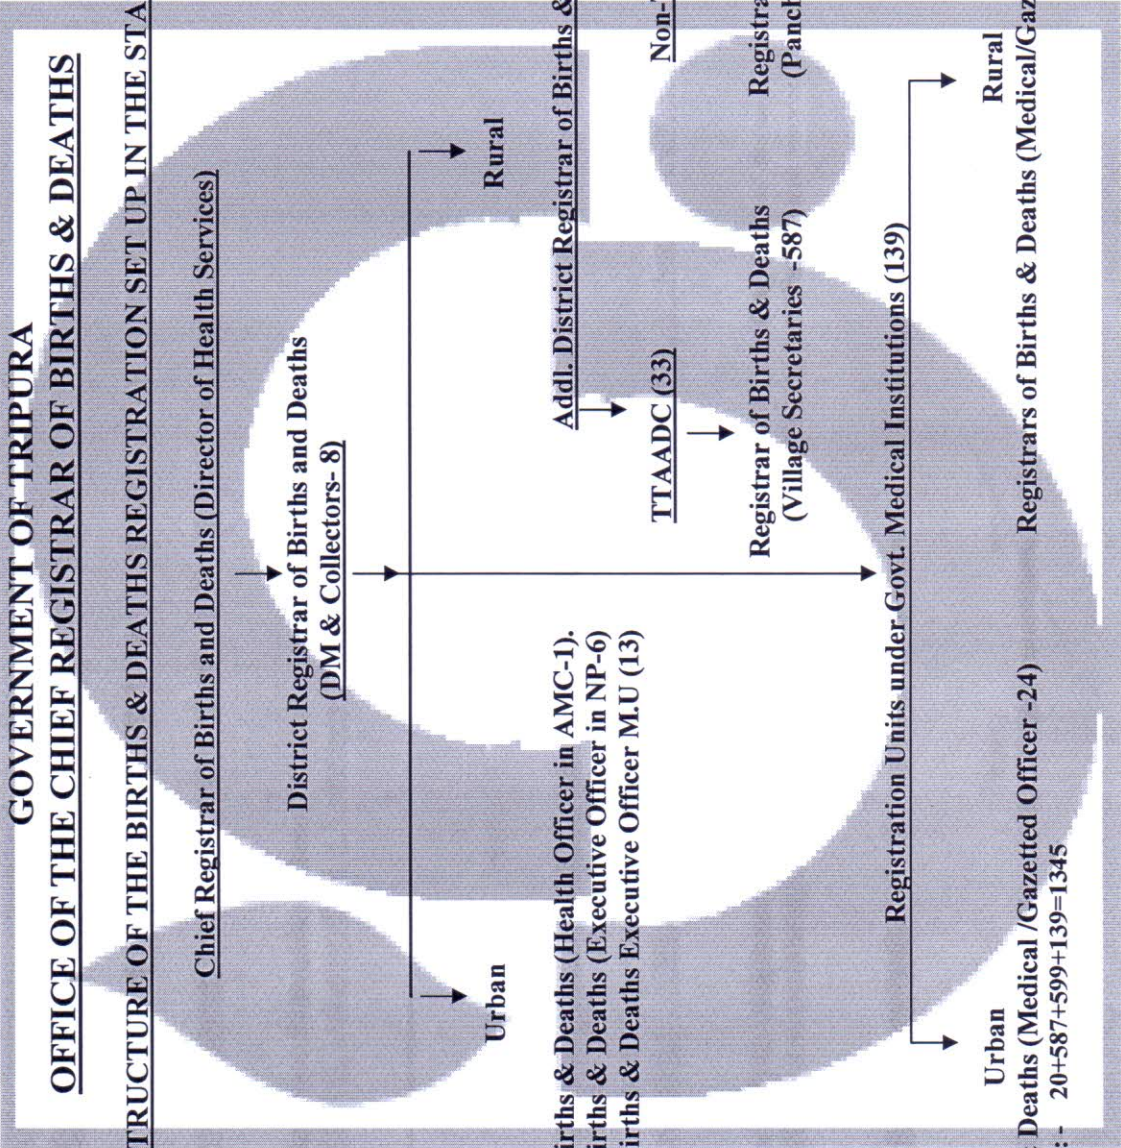 GOVERNMENT OF TRIPURA
OFFICE OF THE CHIEF REGISTRAR OF BIRTHS & DEATHS
TRUCTURE OF THE BIRTHS & DEATHS REGISTRATION SET UP IN THE STA
Chief Registrar of Births and Deaths (Director of Health Services)
District Registrar of Births and Deaths
(DM & Collectors- 8)
Urban
Rural
irths & Deaths (Health Officer in AMC-1).
irths & Deaths (Executive Officer in NP-6)
irths & Deaths Executive Officer M.U (13)
Addl. District Registrar of Births &
TTAADC (33)
Non-
Registrar of Births & Deaths
(Village Secretaries -587)
Registra
(Panch
Registration Units under Govt. Medical Institutions (139)
Urban
Rural
Deaths (Medical /Gazetted Officer -24)
Registrars of Births & Deaths (Medical/Gaz
: - 20+587+599+139=1345